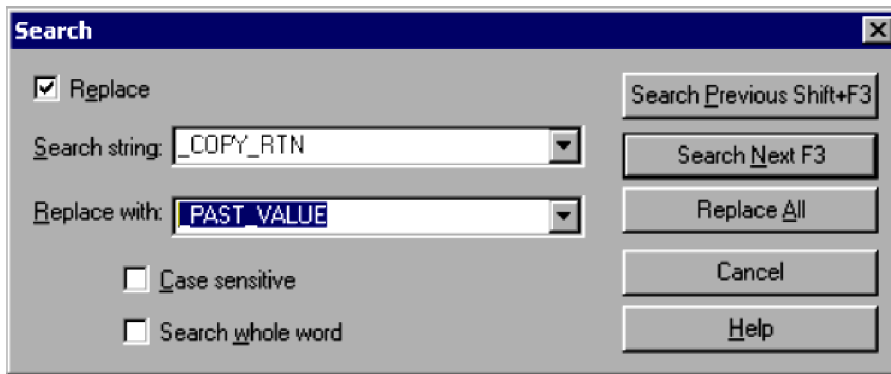 Search
Replace
Search Previous Shift+F3
Search string: _COPY_RTN
Search Next F3
Replace with: _PAST_VALUE
Replace All
Case sensitive
Cancel
Search whole word
Help